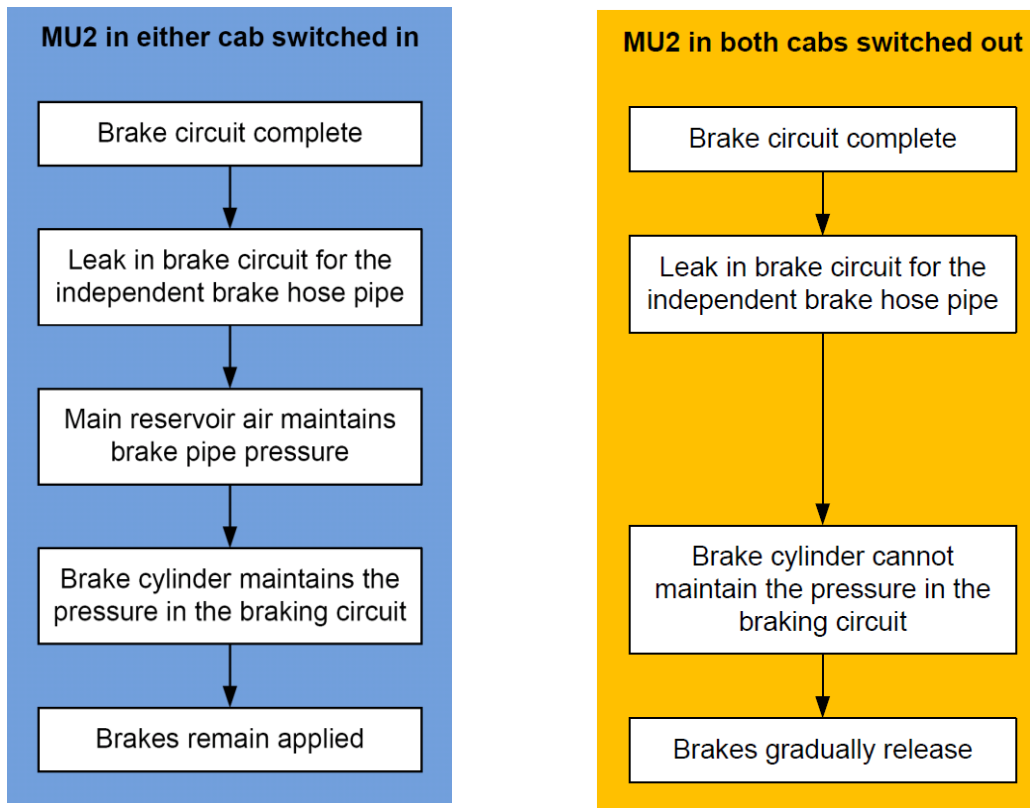 MU2 in either cab switched in
Brake circuit complete
Leak in brake circuit for the
independent brake hose pipe
Main reservoir air maintains
brake pipe pressure
Brake cylinder maintains the
pressure in the braking circuit
Brakes remain applied
MU2 in both cabs switched out
Brake circuit complete
Leak in brake circuit for the
independent brake hose pipe
Brake cylinder cannot
maintain the pressure in the
braking circuit
Brakes gradually release